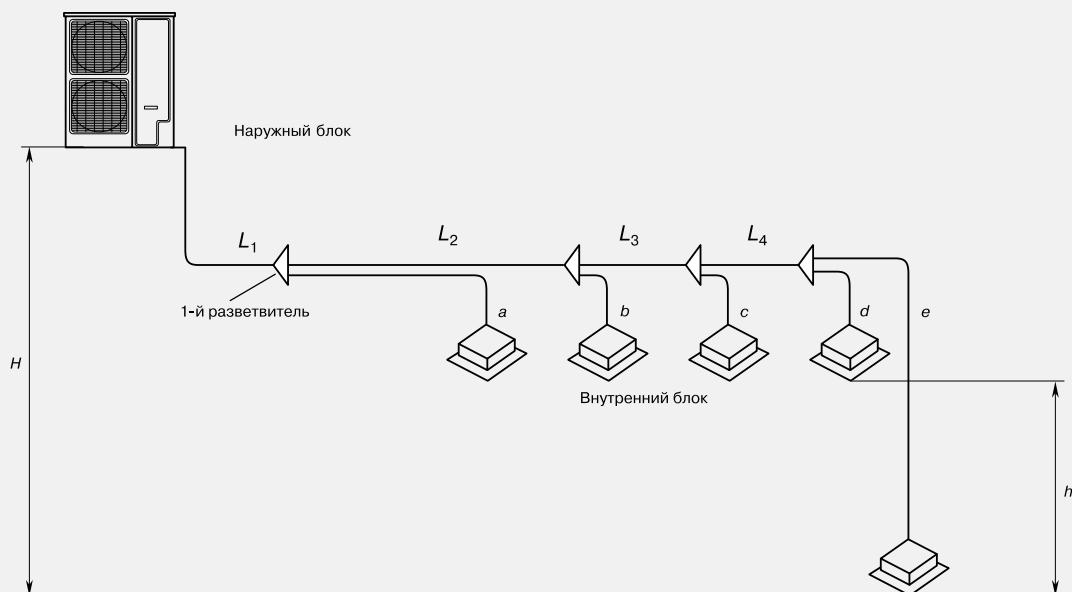 Наружный блок
L₁
L₂
L₃
L₄
1-й разветвитель
a
b
c
d
e
H
Внутренний блок
h